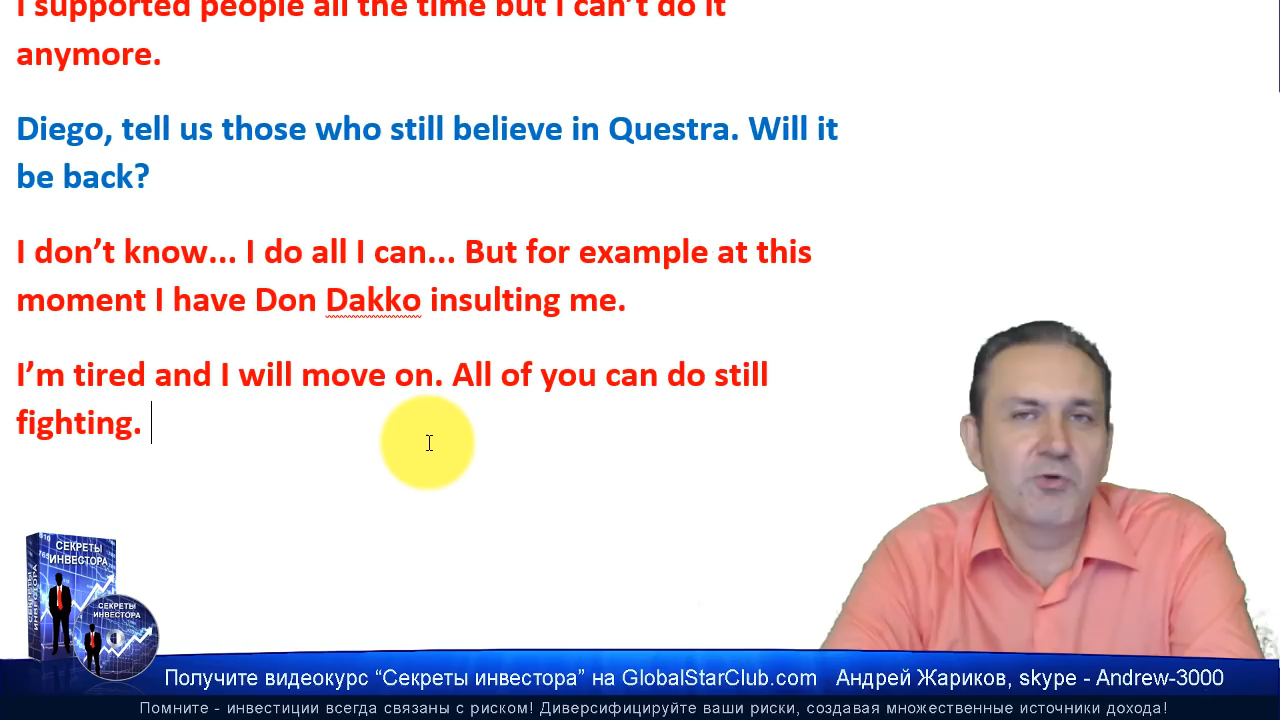 I supported people all the time but I can't do it
anymore.
Diego, tell us those who still believe in Questra. Will it
be back?
I don’t know... I do all I can... But for example at this
moment I have Don Dakko insulting me.
I’m tired and I will move on. All of you can do still
fighting.
СЕКРЕТЫ
ИНВЕСТОРА
СЕКРЕТЫ ИНВЕСТОРА
СЕКРЕТЫ
ИНВЕСТОРА
Получите видеокурс “Секреты инвестора” на GlobalStarClub.com Андрей Жариков, skype - Andrew-3000
Помните - инвестиции всегда связаны с риском! Диверсифицируйте ваши риски, создавая множественные источники дохода!